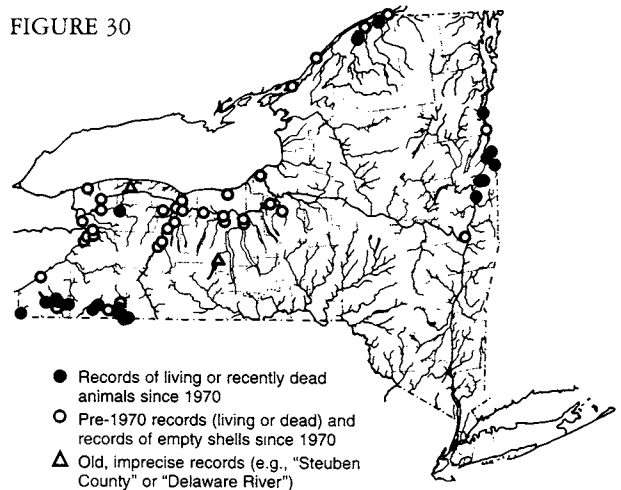 FIGURE 30
● Records of living or recently dead
animals since 1970
○ Pre-1970 records (living or dead) and
records of empty shells since 1970
△ Old, imprecise records (e.g., "Steuben
County" or "Delaware River")